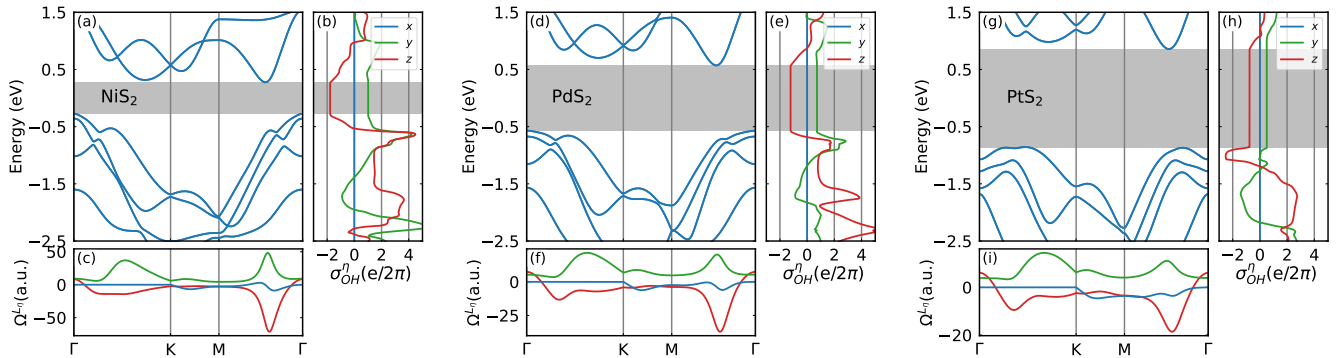 (a)
NiS₂
1.5
0.5
−0.5
−1.5
−2.5
Energy (eV)
(b)
x
y
z
−2 0 2 4
σ^η_OH(e/2π)
(c)
50
0
−50
Ω^Lη(a.u.)
Γ K M Γ
(d)
PdS₂
1.5
0.5
−0.5
−1.5
−2.5
Energy (eV)
(e)
x
y
z
−2 0 2 4
σ^η_OH(e/2π)
(f)
0
−25
Ω^Lη(a.u.)
Γ K M Γ
(g)
PtS₂
1.5
0.5
−0.5
−1.5
−2.5
Energy (eV)
(h)
x
y
z
−2 0 2 4
σ^η_OH(e/2π)
(i)
0
−20
Ω^Lη(a.u.)
Γ K M Γ